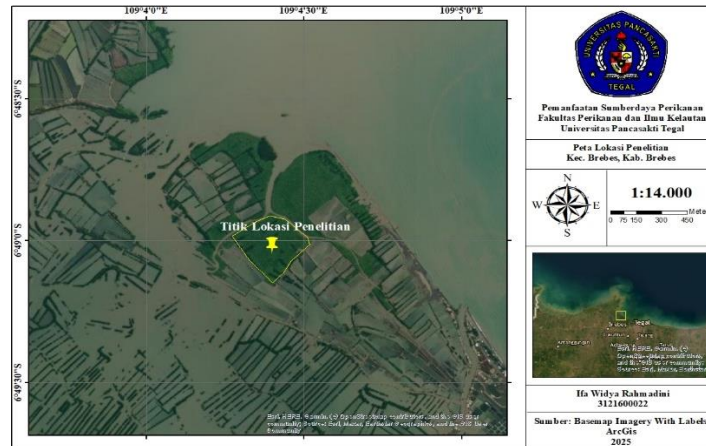 109°4'0"E
109°4'30"E
109°5'0"E
6°48'30"S
6°49'0"S
6°49'30"S
Titik Lokasi Penelitian
UNIVERSITAS PANCASAKTI
TEGAL
Pemanfaatan Sumberdaya Perikanan
Fakultas Perikanan dan Ilmu Kelautan
Universitas Pancasakti Tegal
Peta Lokasi Penelitian
Kec. Brebes, Kab. Brebes
N
W E
S
1:14.000
0 75 150 300 450
Brebes
Tegal
Ifa Widya Rahmadini
3121600022
Sumber: Basemap Imagery With Labels
ArcGis
2025